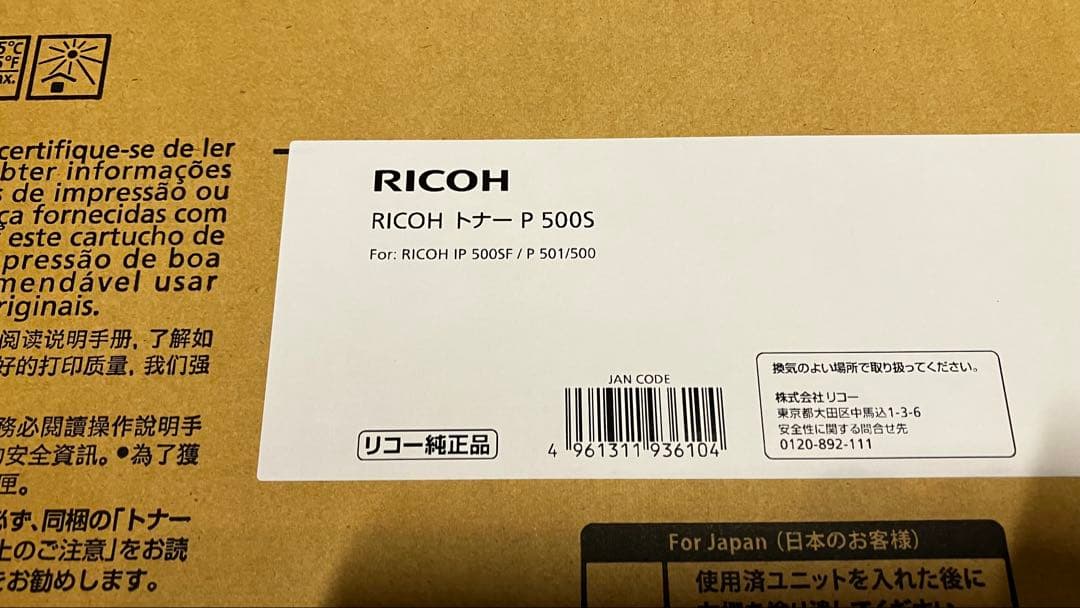 5°C
5°F
ax.
certifique-se de ler
bter informações
s de impressão ou
ça fornecidas com
este cartucho de
pressão de boa
mendável usar
riginais.
阅读说明手册，了解如
好的打印质量，我们强
務必閱讀操作說明手
安全資訊。●為了獲
匣。
必ず、同梱の「トナー
上のご注意」をお読
をお勧めします。
RICOH
RICOH トナー P 500S
For: RICOH IP 500SF / P 501/500
リコー純正品
JAN CODE
4 961311 936104
換気のよい場所で取り扱ってください。
株式会社リコー
東京都大田区中馬込1-3-6
安全性に関する問合せ先
0120-892-111
For Japan（日本のお客様）
使用済ユニットを入れた後に